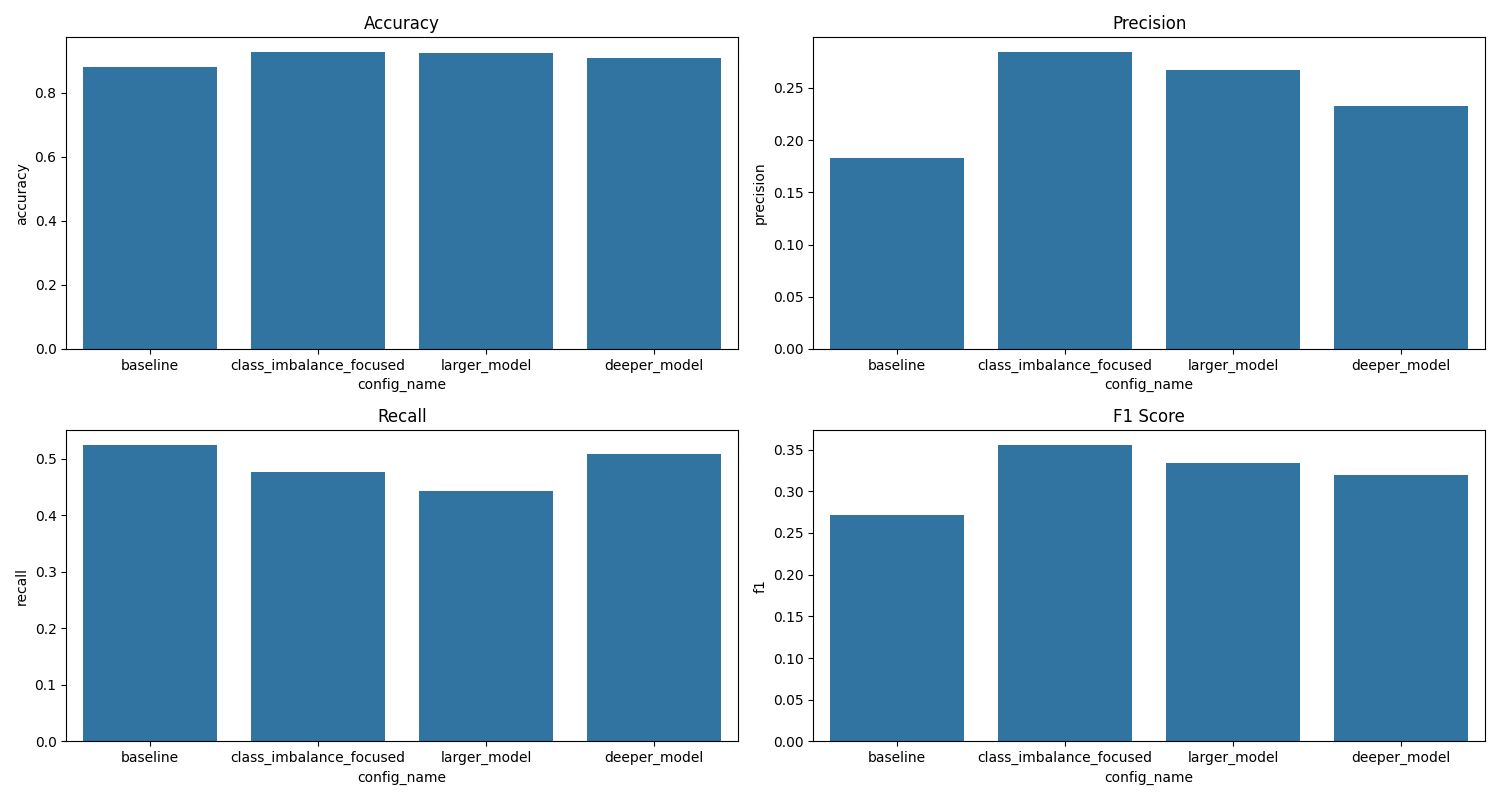 Accuracy
0.8
0.6
0.4
0.2
0.0
accuracy
baseline class_imbalance_focused larger_model deeper_model
config_name
Precision
0.25
0.20
0.15
0.10
0.05
0.00
precision
baseline class_imbalance_focused larger_model deeper_model
config_name
Recall
0.5
0.4
0.3
0.2
0.1
0.0
recall
baseline class_imbalance_focused larger_model deeper_model
config_name
F1 Score
0.35
0.30
0.25
0.20
0.15
0.10
0.05
0.00
f1
baseline class_imbalance_focused larger_model deeper_model
config_name